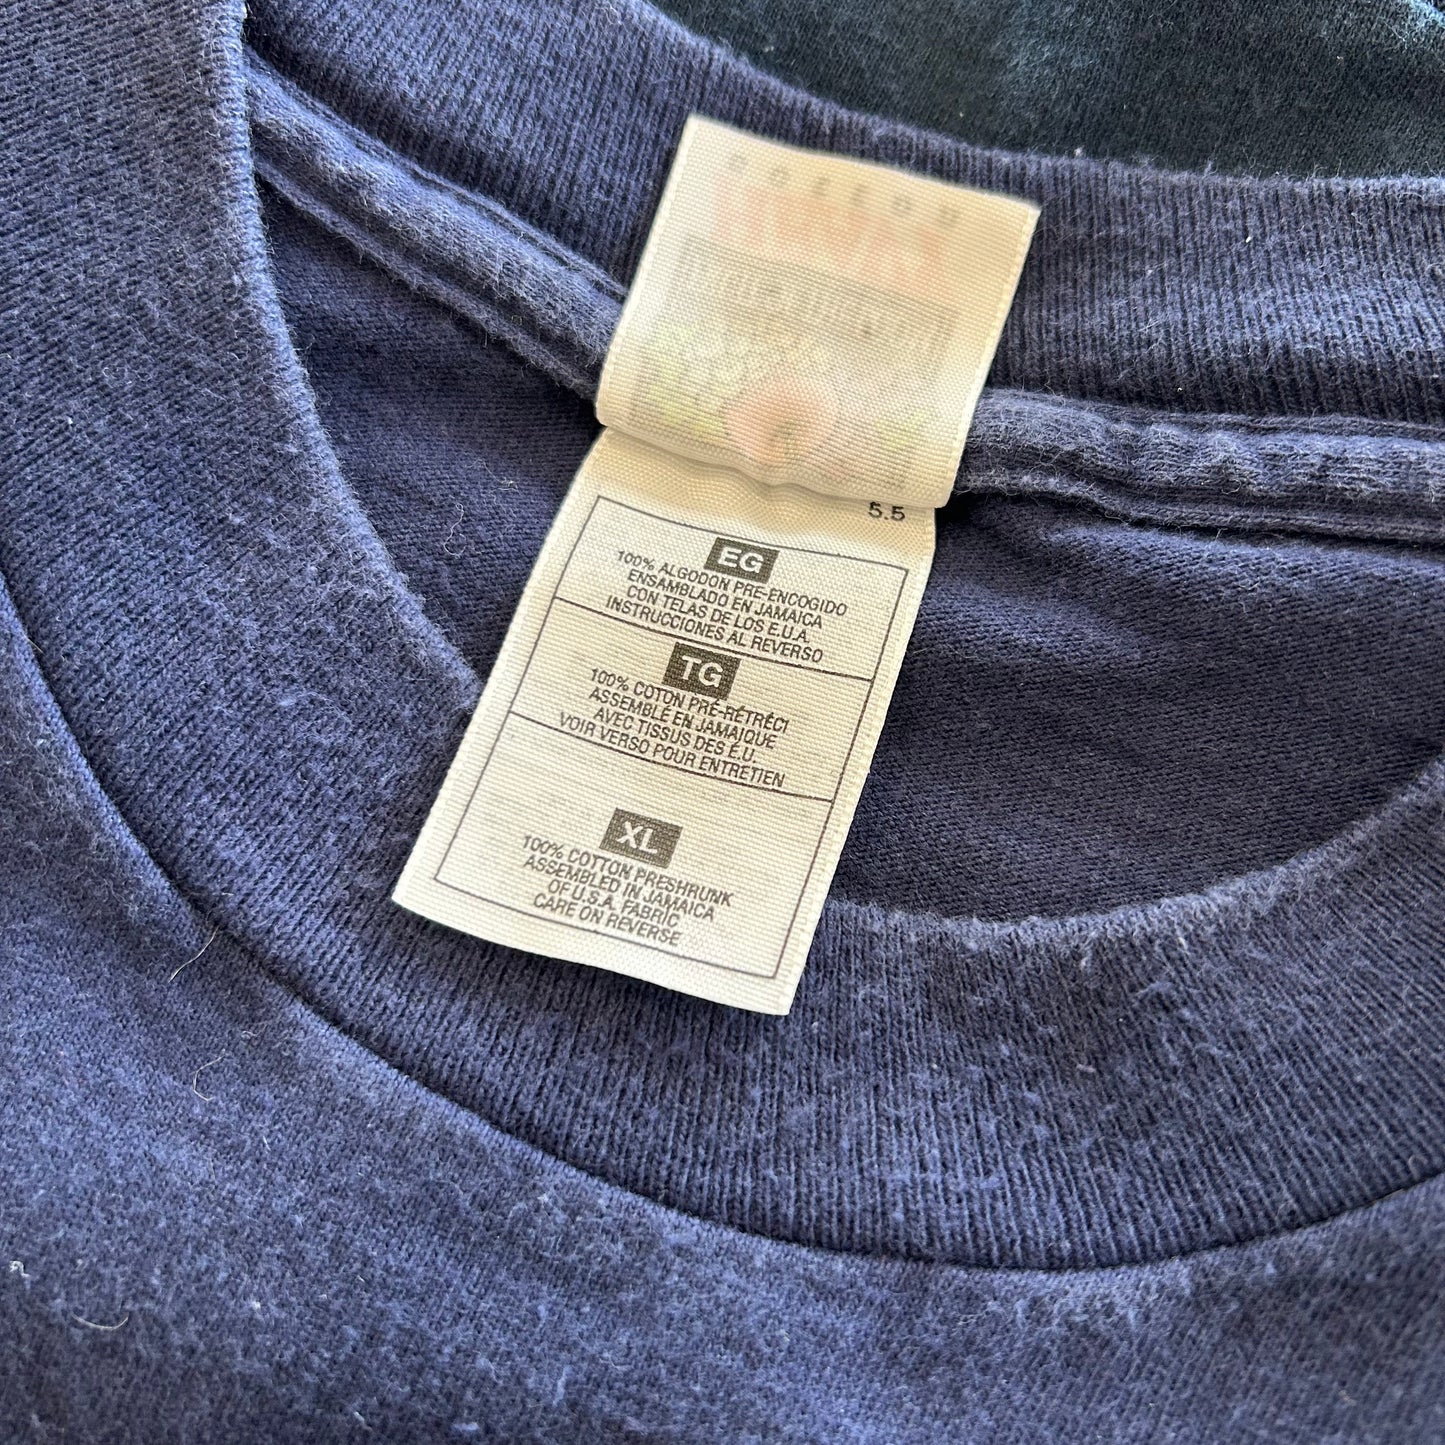 5.5
EG
100% ALGODON PRE-ENCOGIDO
ENSAMBLADO EN JAMAICA
CON TELAS DE LOS E.U.A.
INSTRUCCIONES AL REVERSO
TG
100% COTON PRÉ-RÉTRÉCI
ASSEMBLÉ EN JAMAIQUE
AVEC TISSUS DES É.U.
VOIR VERSO POUR ENTRETIEN
XL
100% COTTON PRESHRUNK
ASSEMBLED IN JAMAICA
OF U.S.A. FABRIC
CARE ON REVERSE